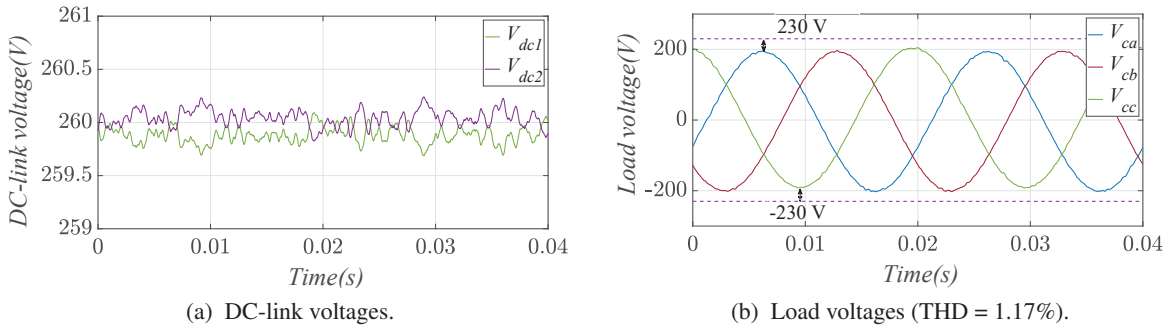 261
260.5
260
259.5
259
DC-link voltage(V)
V_dc1
V_dc2
0
0.01
0.02
0.03
0.04
Time(s)
(a) DC-link voltages.
230 V
200
0
-200
Load voltage(V)
V_ca
V_cb
V_cc
-230 V
0
0.01
0.02
0.03
0.04
Time(s)
(b) Load voltages (THD = 1.17%).